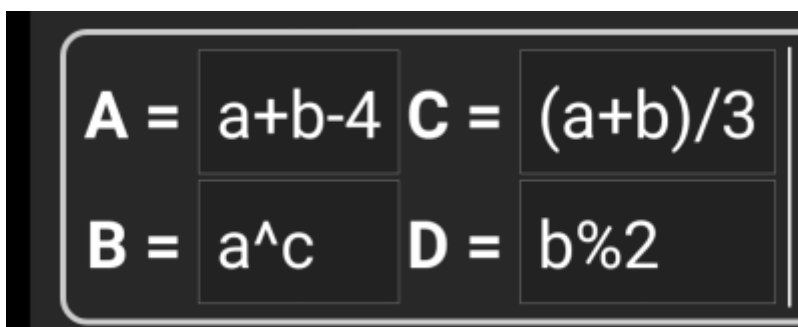 A = a+b-4 C = (a+b)/3
B = a^c D = b%2